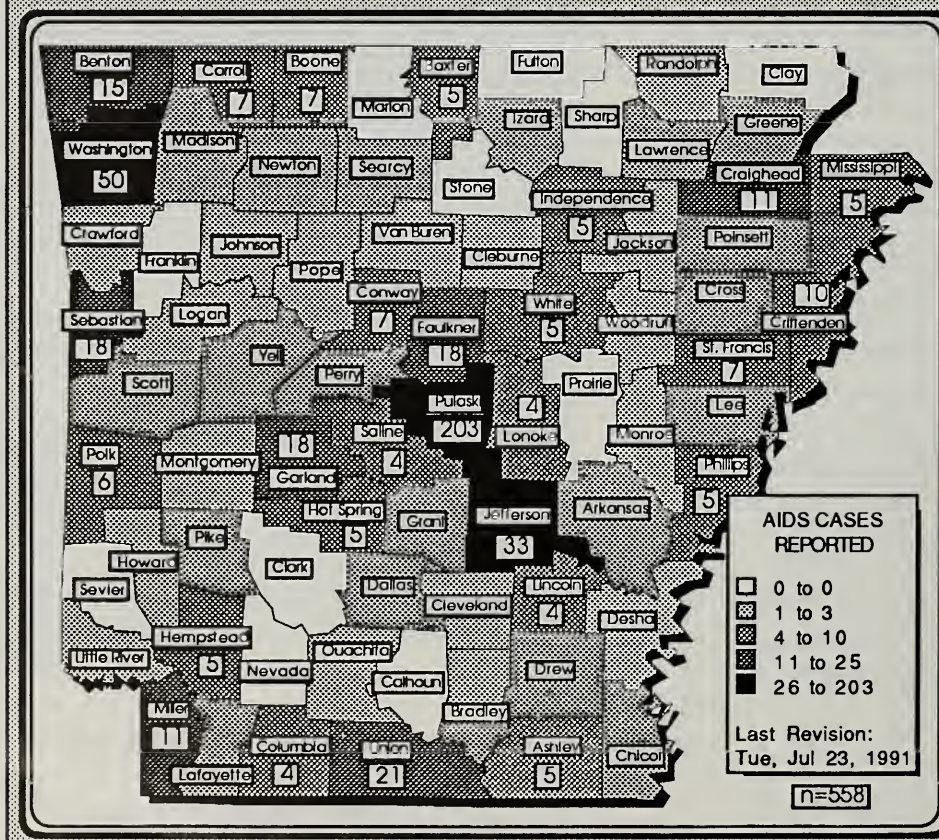 Benton
15
Carrol
7
Boone
7
Marion
Baxter
5
Fulton
Sharp
Randolph
Clay
Washington
50
Madison
Newton
Searcy
Stone
Izard
Lawrence
Greene
Craighead
11
Mississippi
5
Independence
5
Jackson
Poinsett
Crawford
Franklin
Johnson
Pope
Van Buren
Cleburne
Conway
7
White
5
Woodruff
Cross
10
Crittenden
Sebastian
18
Logan
Yell
Faulkner
18
St. Francis
7
Scott
Perry
Pulask
203
Prairie
Lee
Polk
6
Montgomery
18
Garland
Saline
4
4
Lonoke
Monroe
Phillips
5
Hot Spring
5
Grant
Jefferson
33
Arkansas
Howard
Pike
Clark
Dallas
Cleveland
Lincoln
4
Desha
Sevier
Hempstead
5
Little River
Nevada
Ouachita
Calhoun
Bradley
Drew
Miller
11
Lafayette
Columbia
4
Union
21
Ashley
5
Chicot
AIDS CASES
REPORTED
0 to 0
1 to 3
4 to 10
11 to 25
26 to 203
Last Revision:
Tue, Jul 23, 1991
n=558